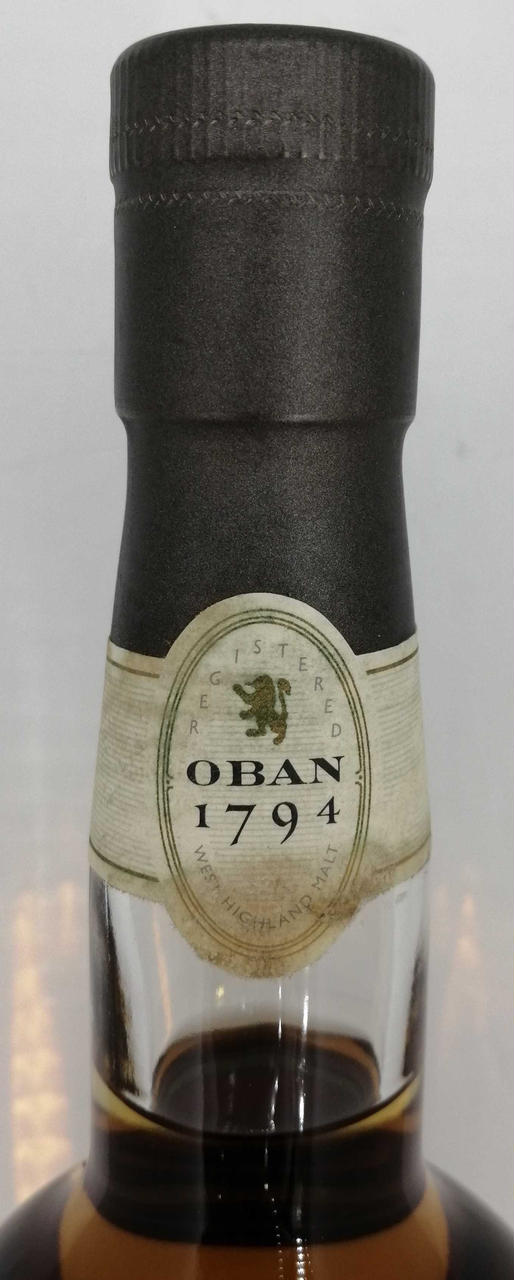 REGISTERED
OBAN
1794
WEST HIGHLAND MALT